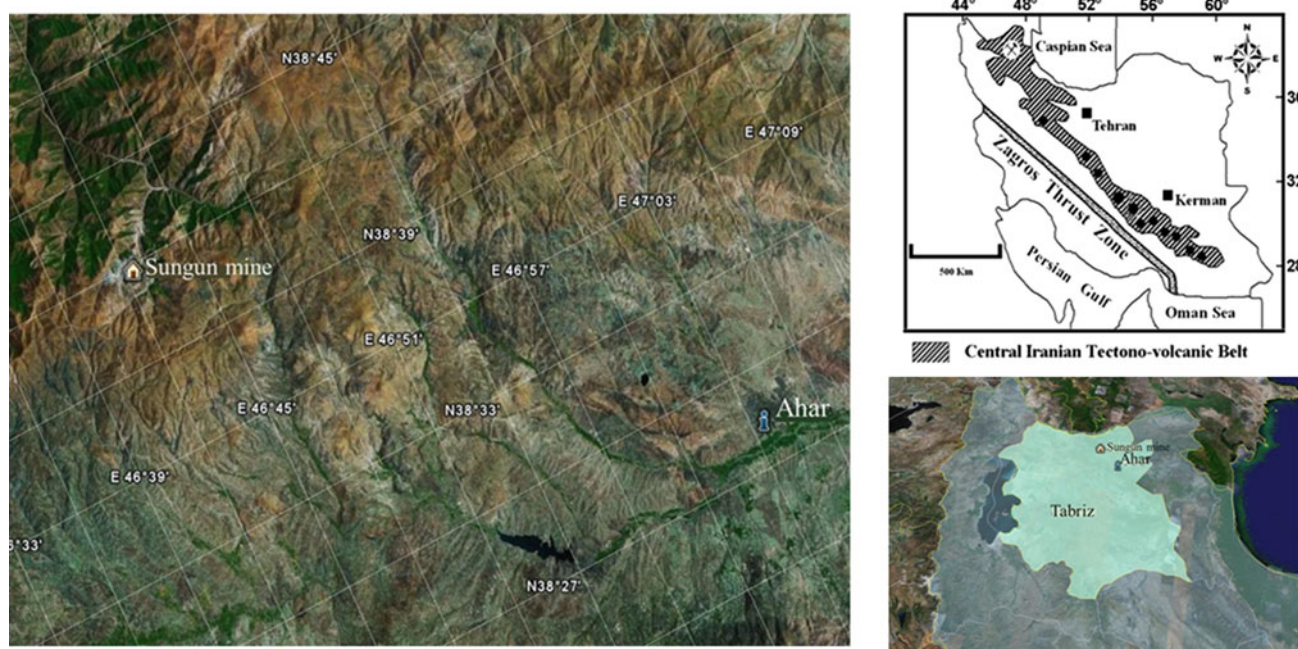 N38°45'
E 47°09'
E 47°03'
N38°39'
Sungun mine
E 46°57'
E 46°51'
E 46°45'
N38°33'
Ahar
E 46°39'
6°33'
N38°27'
44° 48° 52° 56° 60°
Caspian Sea
N
W E
S
Tehran
Zagros Thrust Zone
Kerman
500 Km
Persian Gulf
Oman Sea
Central Iranian Tectono-volcanic Belt
Sungun mine
Ahar
Tabriz